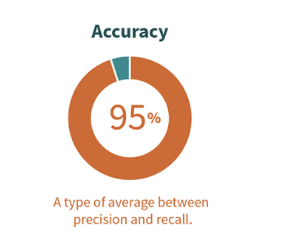 Accuracy
95%
A type of average between
precision and recall.